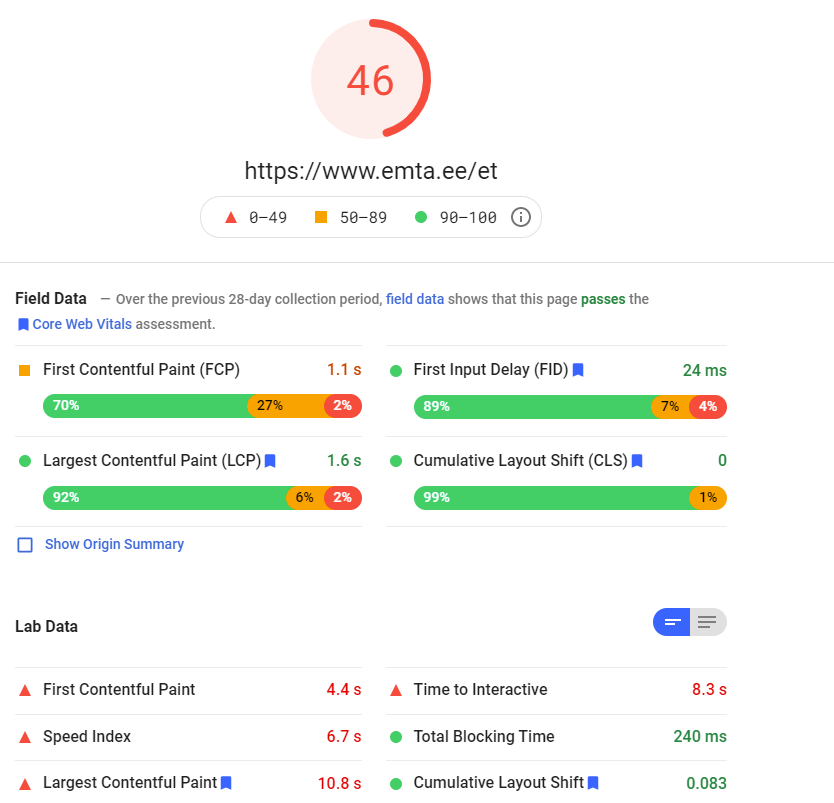 46
https://www.emta.ee/et
0–49 50–89 90–100
Field Data — Over the previous 28-day collection period, field data shows that this page passes the
Core Web Vitals assessment.
First Contentful Paint (FCP) 1.1 s
70% 27% 2%
First Input Delay (FID) 24 ms
89% 7% 4%
Largest Contentful Paint (LCP) 1.6 s
92% 6% 2%
Cumulative Layout Shift (CLS) 0
99% 1%
Show Origin Summary
Lab Data
First Contentful Paint 4.4 s
Time to Interactive 8.3 s
Speed Index 6.7 s
Total Blocking Time 240 ms
Largest Contentful Paint 10.8 s
Cumulative Layout Shift 0.083